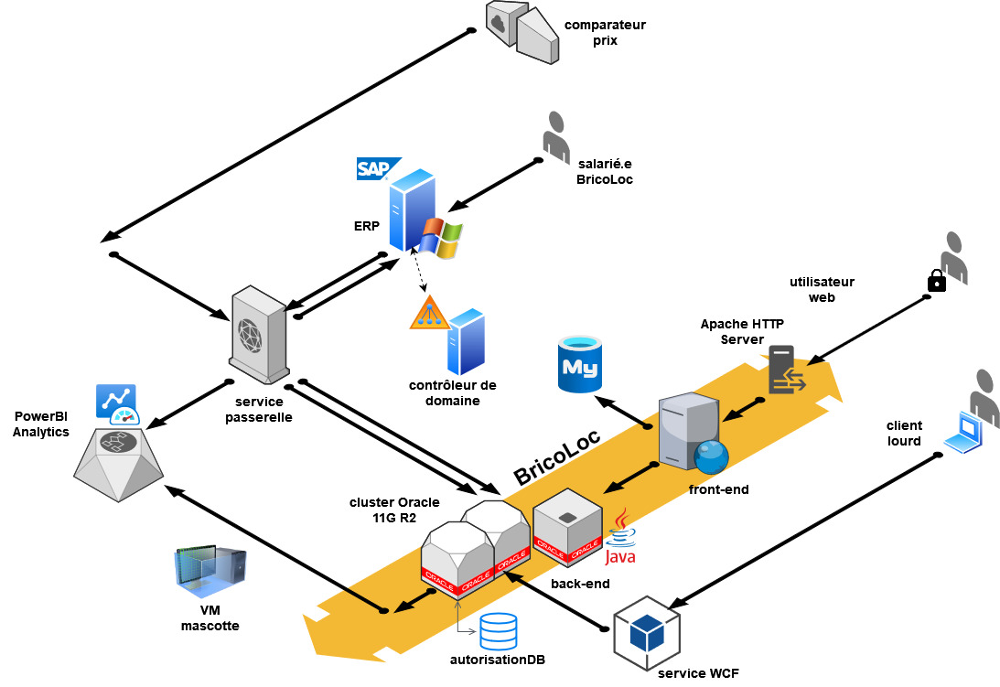 comparateur
prix
salarié.e
BricoLoc
SAP
ERP
utilisateur
web
Apache HTTP
Server
contrôleur de
domaine
My
service
passerelle
PowerBI
Analytics
client
lourd
BricoLoc
front-end
cluster Oracle
11G R2
ORACLE
ORACLE
ORACLE
ORACLE
ORACLE
Java
back-end
VM
mascotte
autorisationDB
service WCF